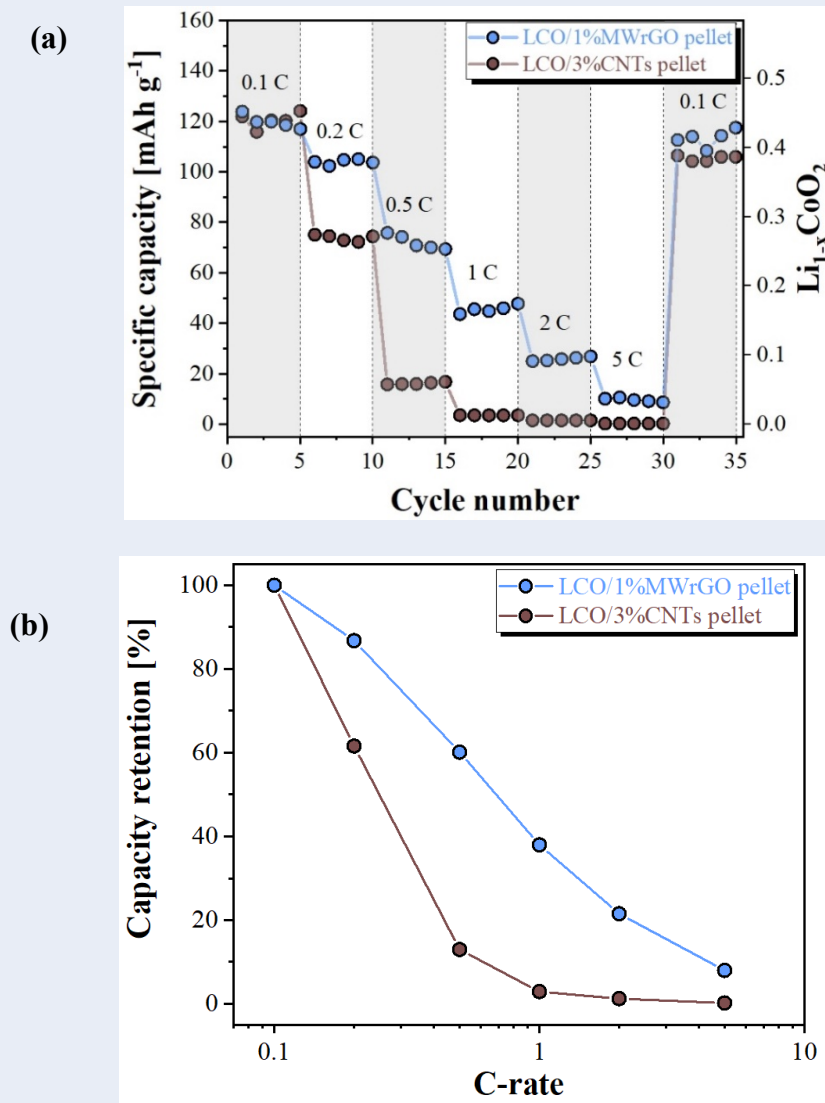 (a)
LCO/1%MWrGO pellet
LCO/3%CNTs pellet
Specific capacity [mAh g⁻¹]
160
140
120
100
80
60
40
20
0
0.1 C
0.2 C
0.5 C
1 C
2 C
5 C
0.1 C
0.5
0.4
0.3
0.2
0.1
0.0
Li₁₋ₓCoO₂
0 5 10 15 20 25 30 35
Cycle number
(b)
LCO/1%MWrGO pellet
LCO/3%CNTs pellet
Capacity retention [%]
100
80
60
40
20
0
0.1 1 10
C-rate